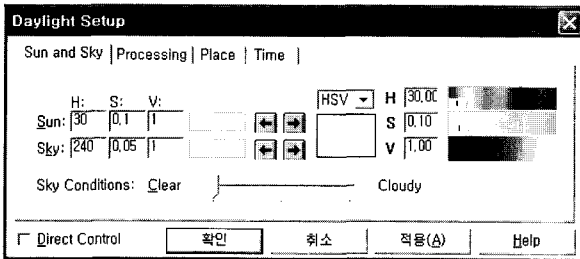 Daylight Setup
Sun and Sky | Processing | Place | Time |
H: S: V: HSV H 30,00
Sun: 30 0,1 1 S 0,10
Sky: 240 0,05 1 V 1,00
Sky Conditions: Clear Cloudy
Direct Control 확인 취소 적용(A) Help